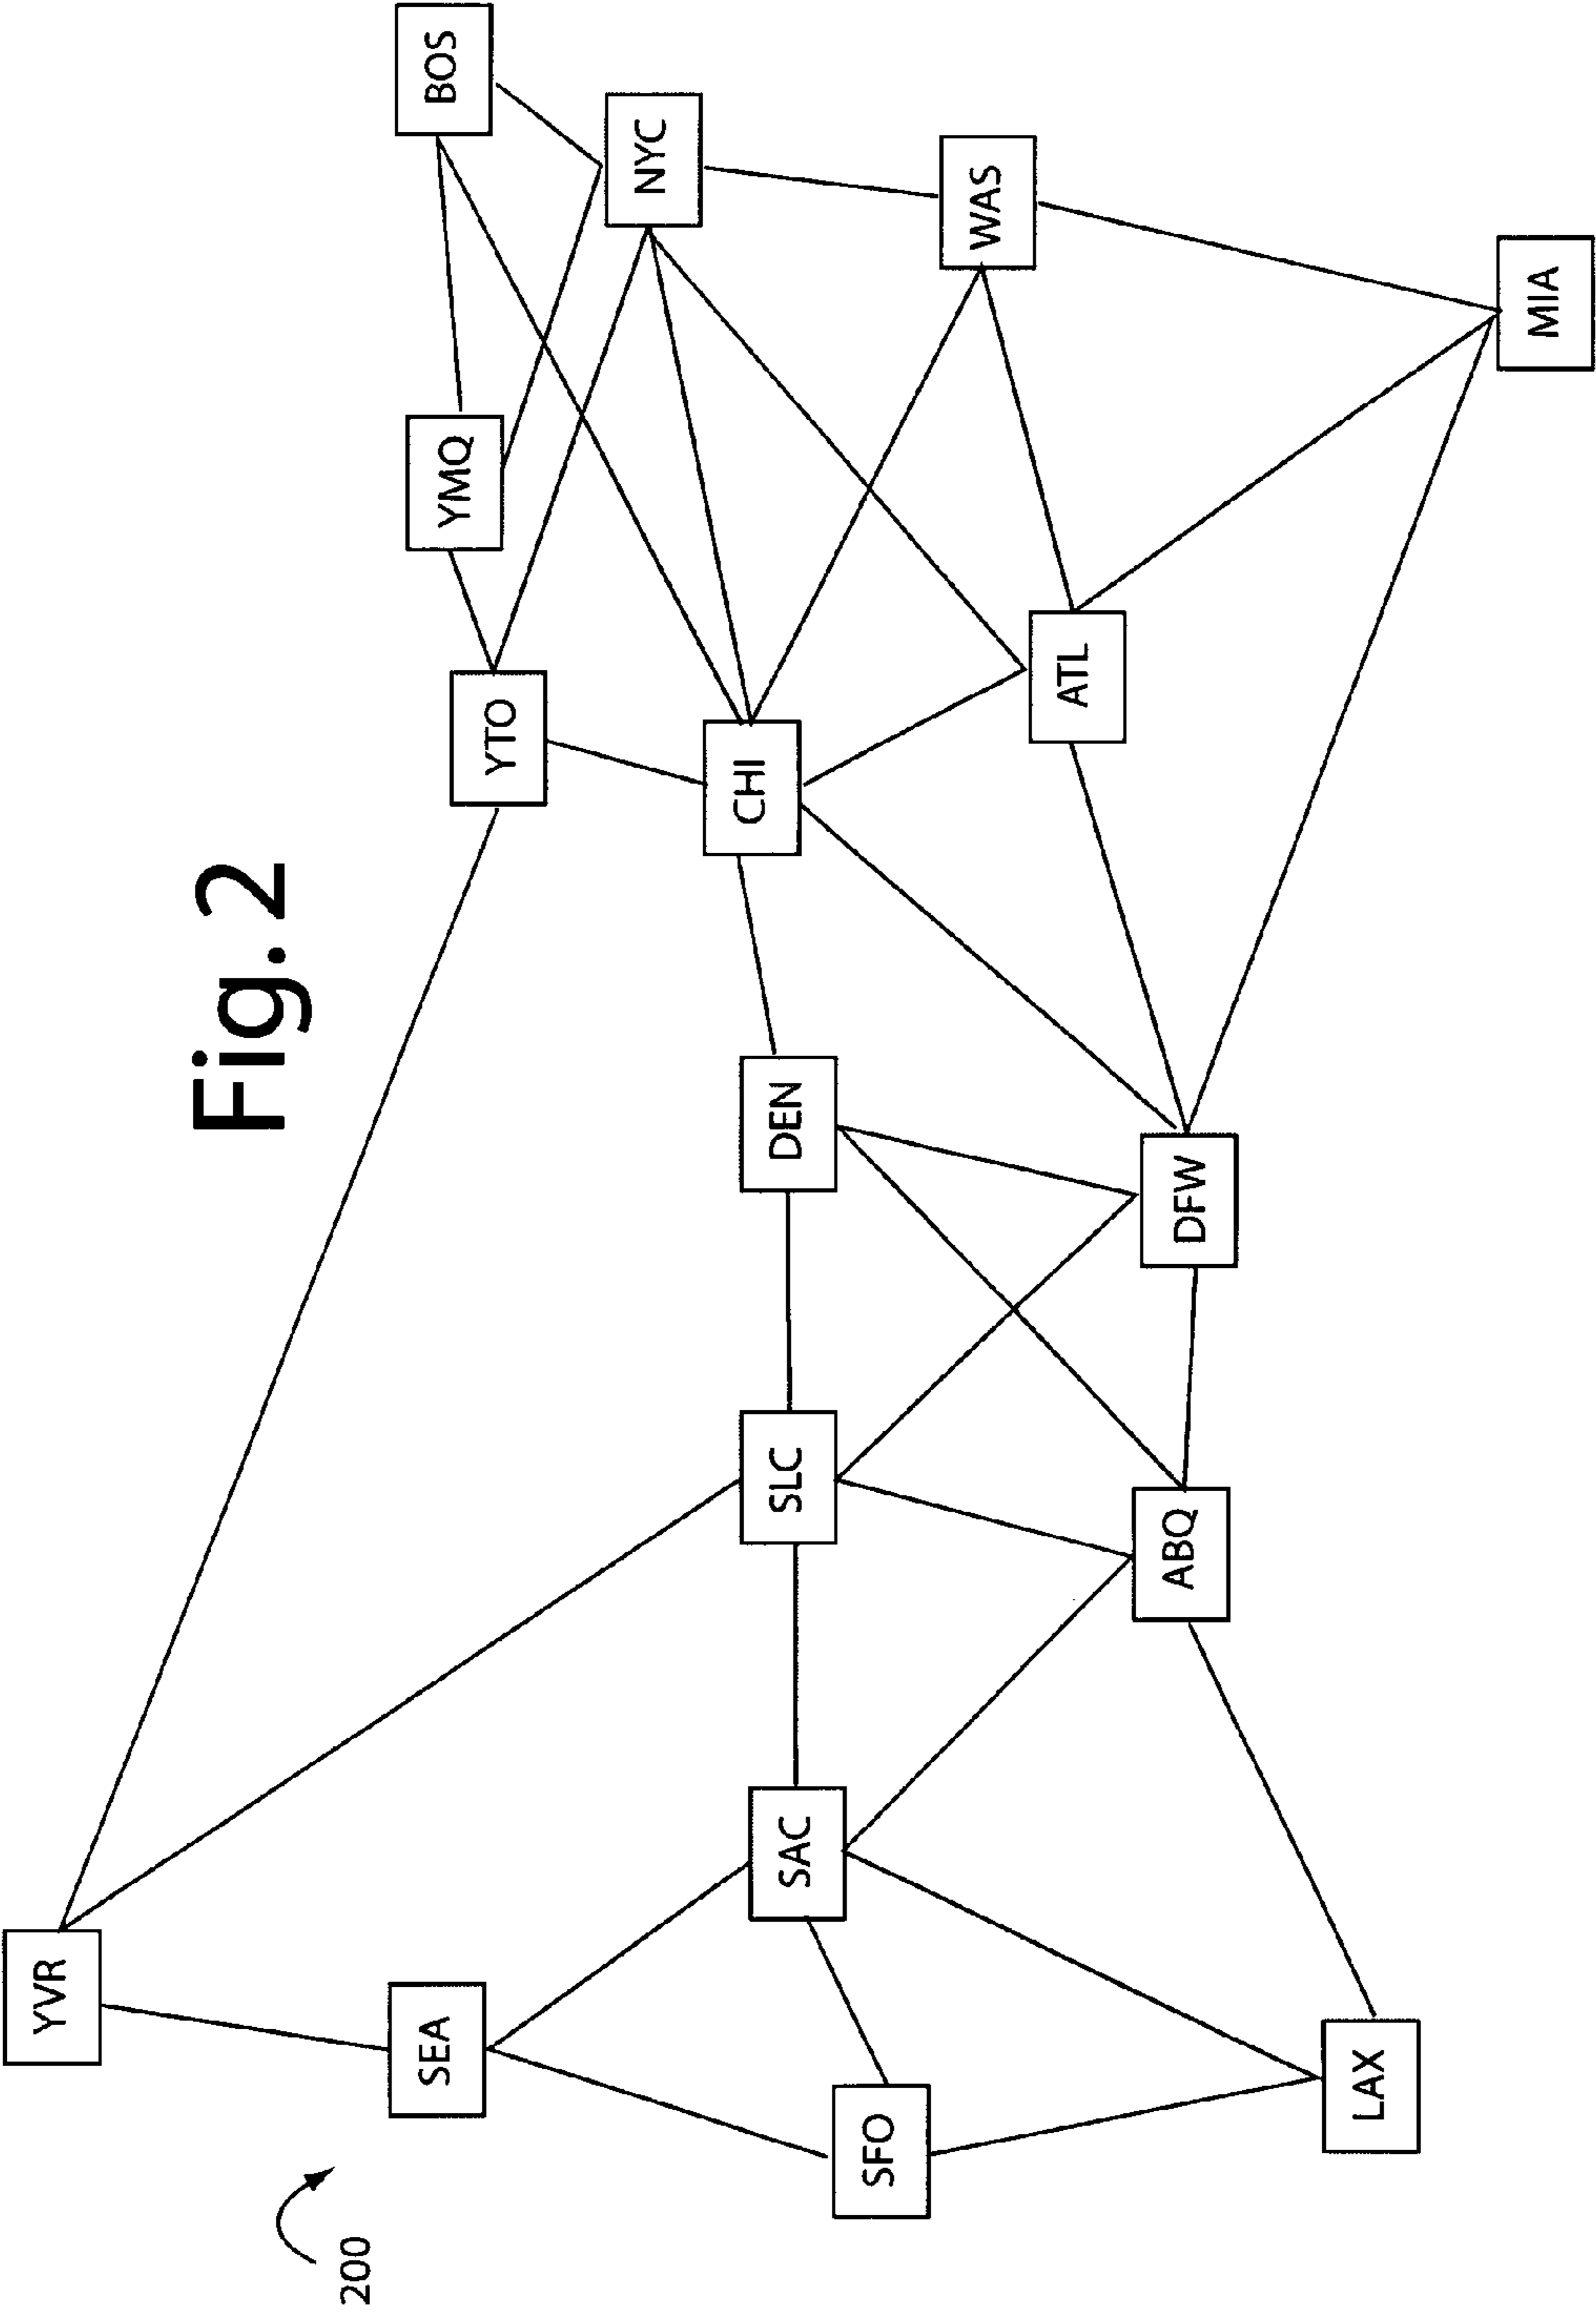 Fig. 2
200
YVR
SEA
SFO
LAX
SAC
SLC
ABQ
DEN
DFW
YTO
CHI
ATL
YMQ
BOS
NYC
WAS
MIA